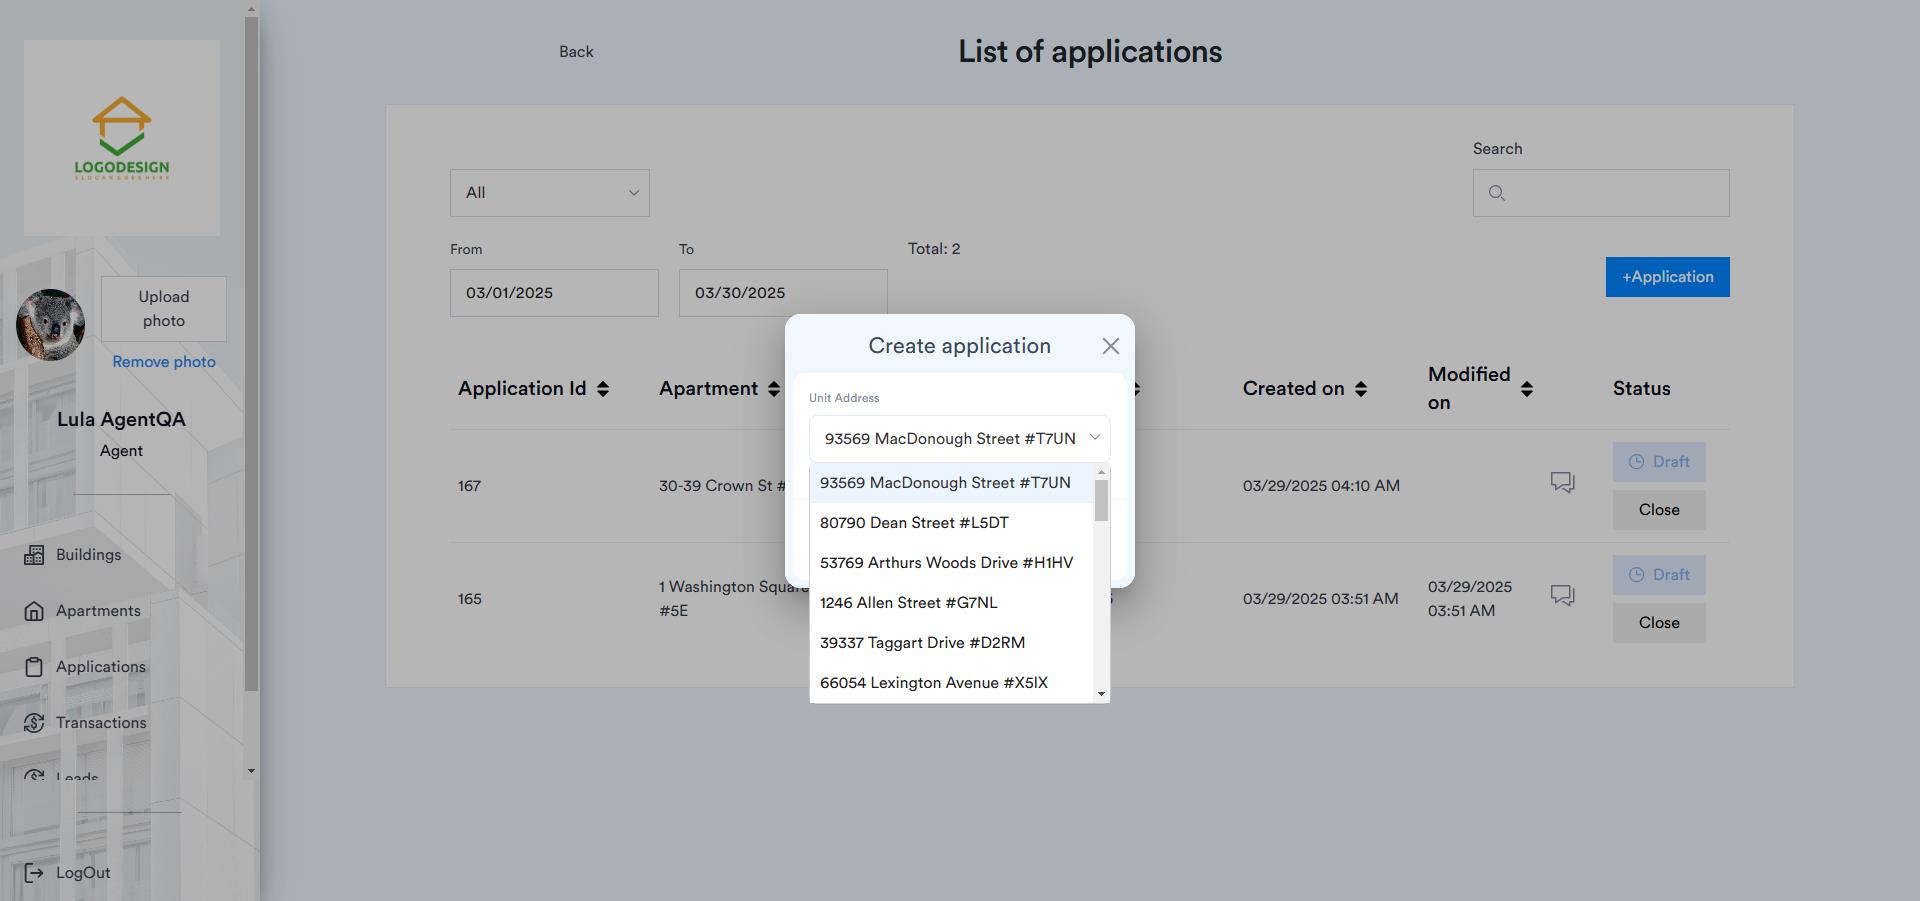 LOGODESIGN
SLOGAN GOES HERE
Upload
photo
Remove photo
Lula AgentQA
Agent
Buildings
Apartments
Applications
Transactions
Leads
LogOut
Back
List of applications
Search
All
From
To
Total: 2
03/01/2025
03/30/2025
+Application
Application Id
Apartment
Created on
Modified
on
Status
167
30-39 Crown St #
03/29/2025 04:10 AM
Draft
Close
165
1 Washington Square
#5E
03/29/2025 03:51 AM
03/29/2025
03:51 AM
Draft
Close
Create application
Unit Address
93569 MacDonough Street #T7UN
93569 MacDonough Street #T7UN
80790 Dean Street #L5DT
53769 Arthurs Woods Drive #H1HV
1246 Allen Street #G7NL
39337 Taggart Drive #D2RM
66054 Lexington Avenue #X5IX